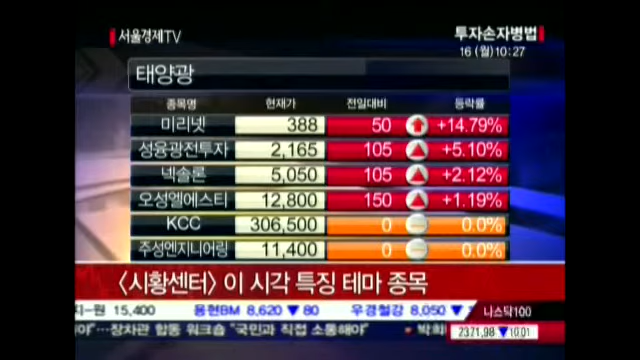 서울경제TV
투자손자병법
16 (월) 10:27
태양광
종목명 현재가 전일대비 등락률
미리넷 388 50 +14.79%
성융광전투자 2,165 105 +5.10%
넥솔론 5,050 105 +2.12%
오성엘에스티 12,800 150 +1.19%
KCC 306,500 0 0.0%
주성엔지니어링 11,400 0 0.0%
<시황센터> 이 시각 특징 테마 종목
지-원 15,400 용현BM 8,620 ▼ 80 우경철강 8,050 ▼
나스닥100
야"…장차관 합동 워크숍 "국민과 직접 소통해야" 박희
2371,98 ▼ 10,01